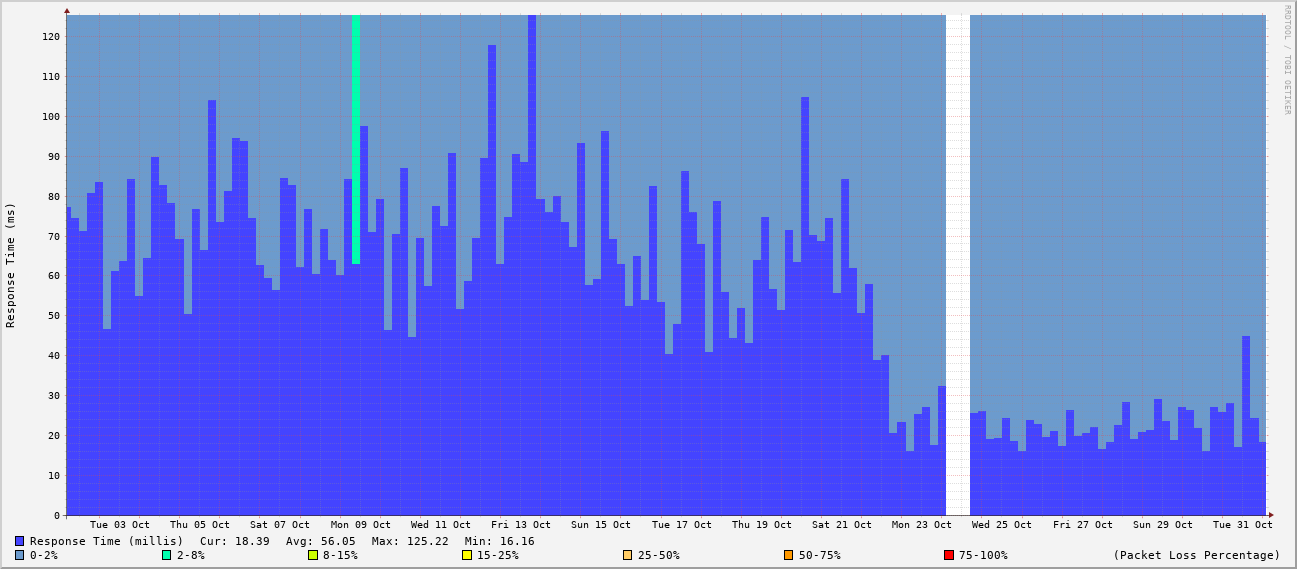 RRDTOOL / TOBI OETIKER
Response Time (ms)
120
110
100
90
80
70
60
50
40
30
20
10
0
Tue 03 Oct Thu 05 Oct Sat 07 Oct Mon 09 Oct Wed 11 Oct Fri 13 Oct Sun 15 Oct Tue 17 Oct Thu 19 Oct Sat 21 Oct Mon 23 Oct Wed 25 Oct Fri 27 Oct Sun 29 Oct Tue 31 Oct
Response Time (millis) Cur: 18.39 Avg: 56.05 Max: 125.22 Min: 16.16
0-2% 2-8% 8-15% 15-25% 25-50% 50-75% 75-100% (Packet Loss Percentage)